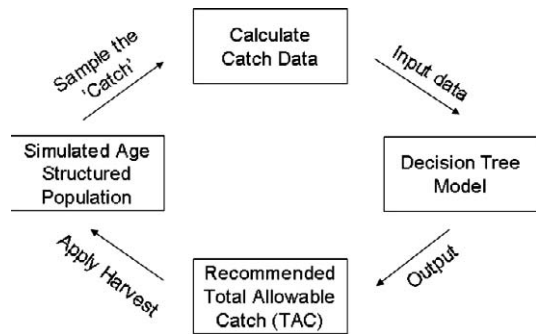 Calculate
Catch Data
Sample the
'Catch'
Input data
Simulated Age
Structured
Population
Decision Tree
Model
Apply Harvest
Recommended
Total Allowable
Catch (TAC)
Output